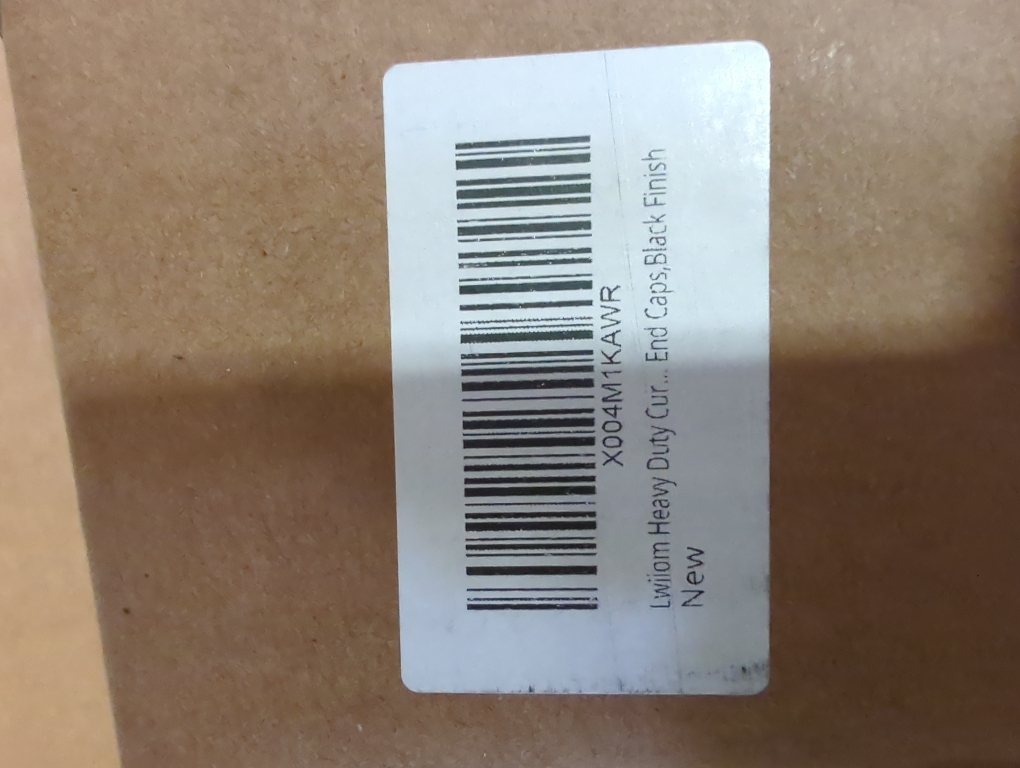 X004M1KAWR
Lwiiom Heavy Duty Cur... End Caps,Black Finish
New